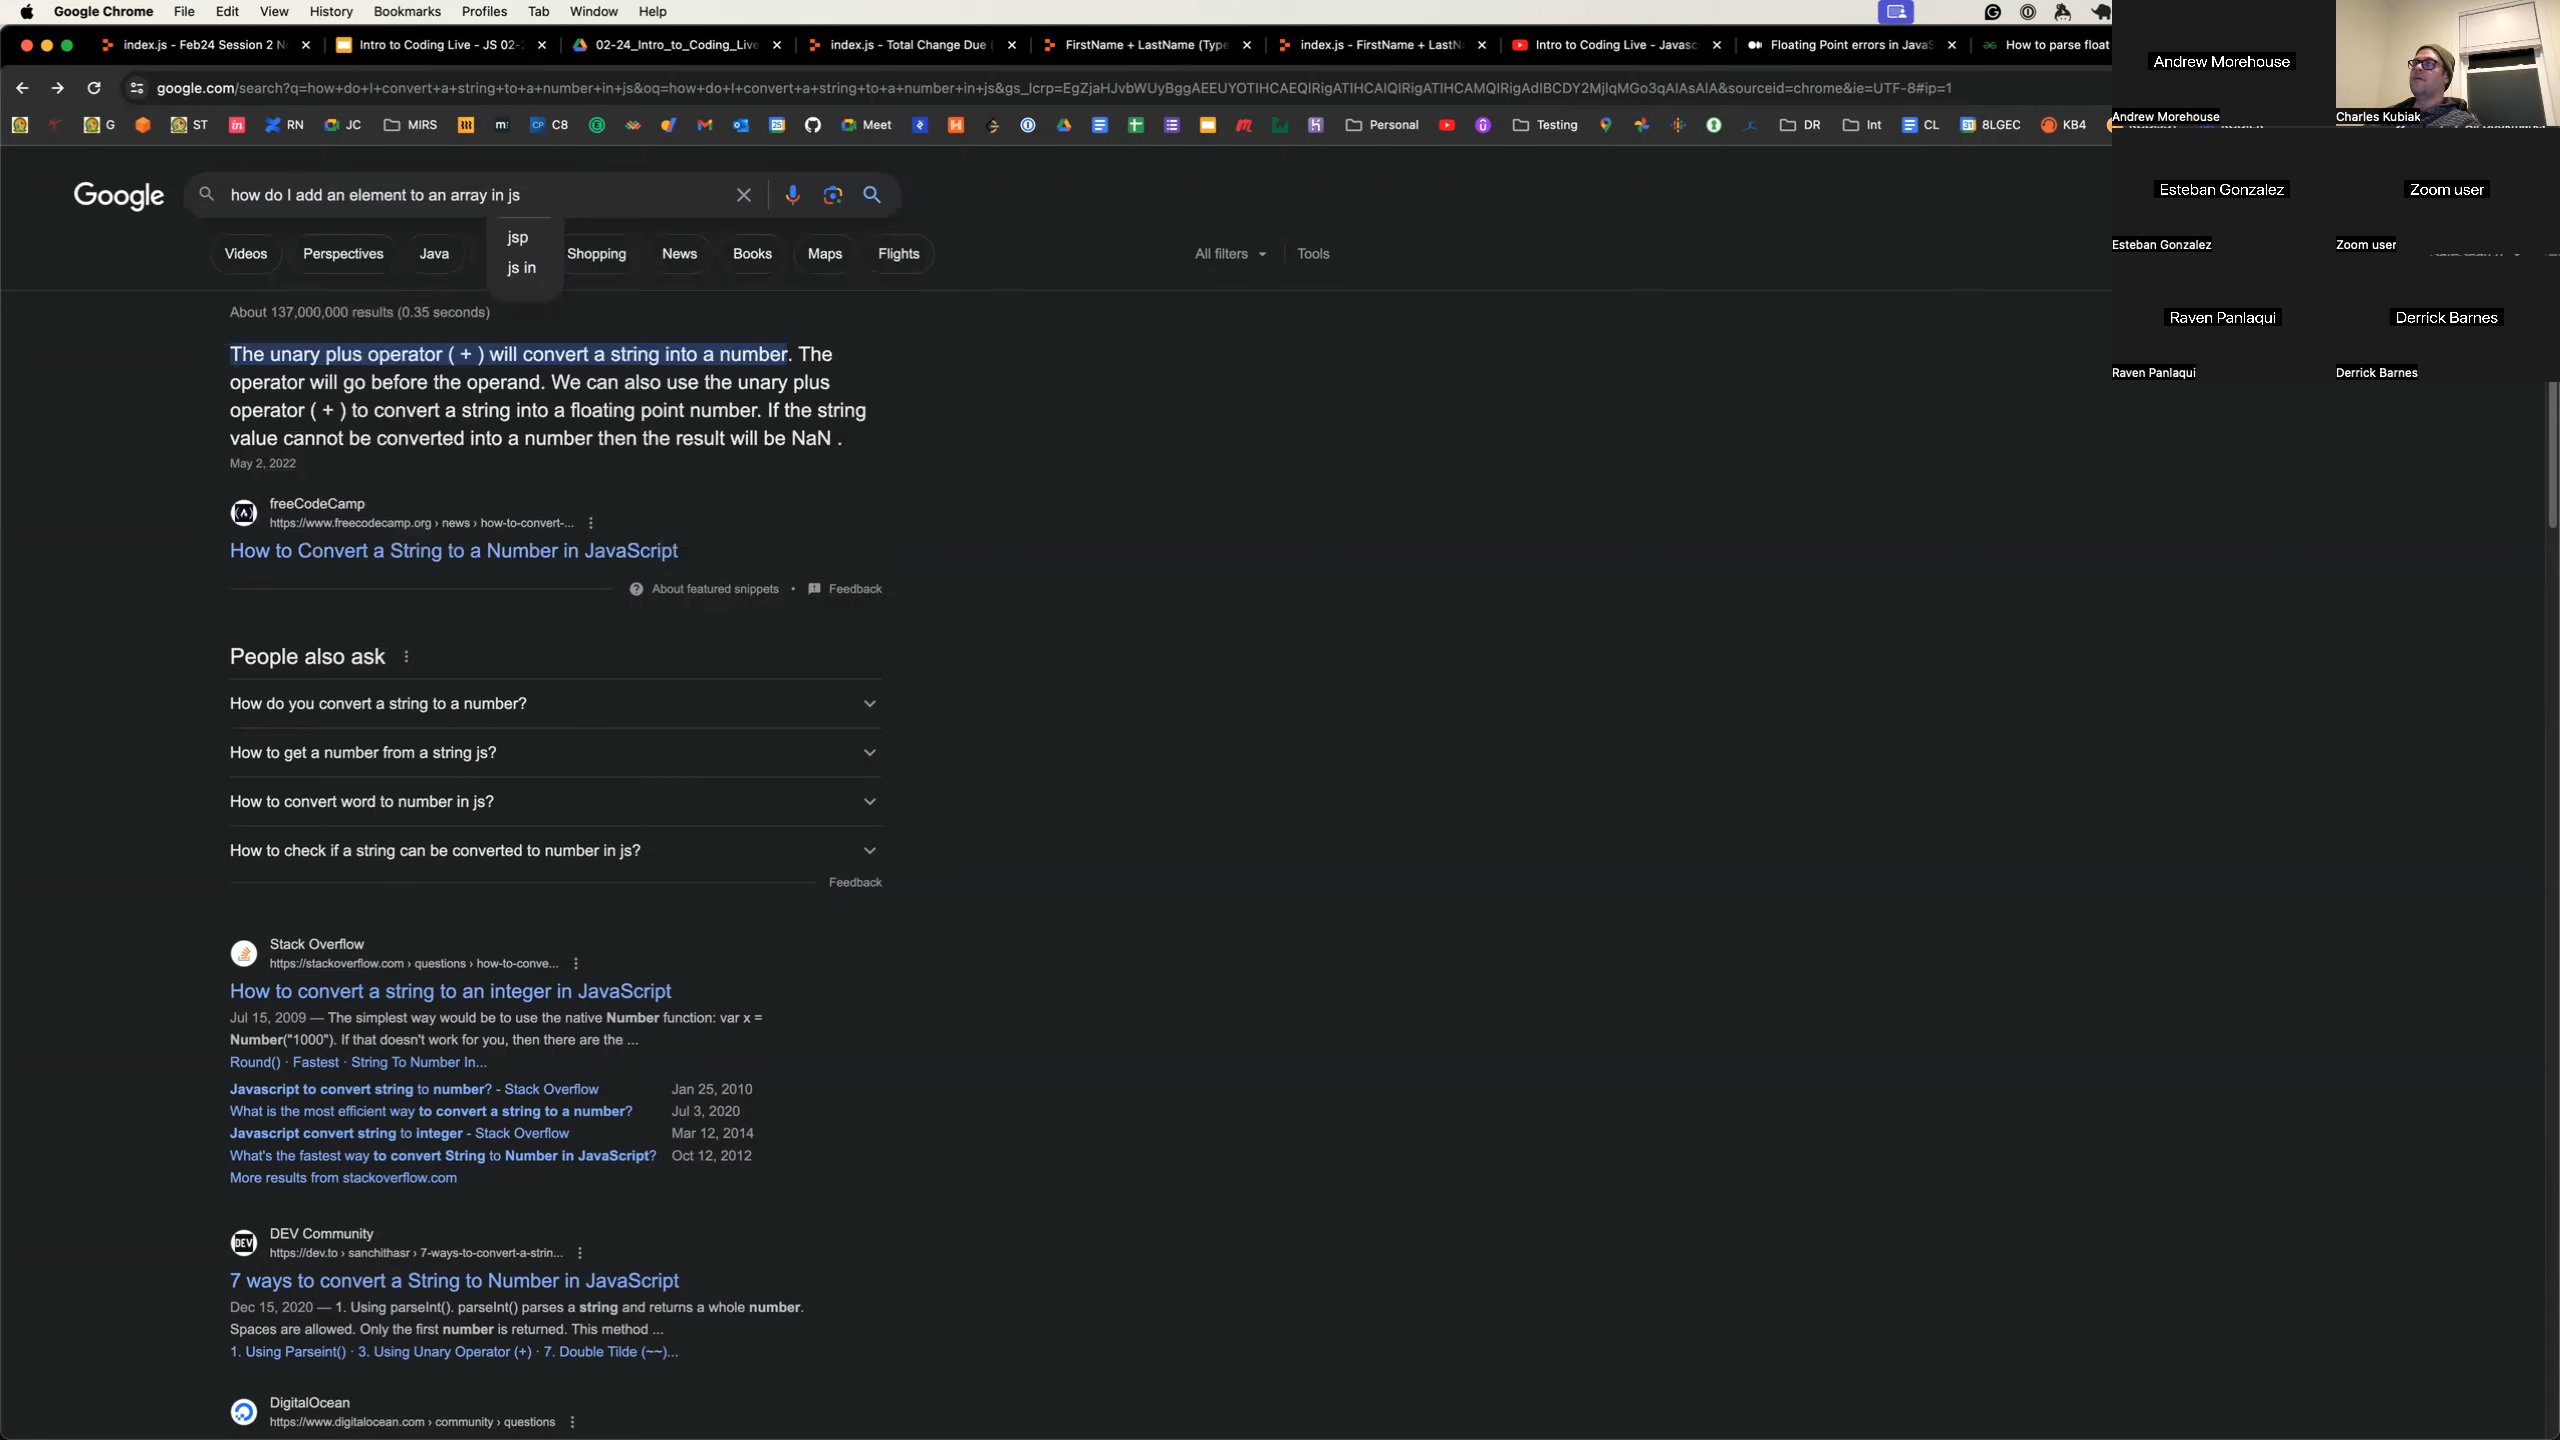 Google Chrome File Edit View History Bookmarks Profiles Tab Window Help
index.js - Feb24 Session 2 N
Intro to Coding Live - JS 02-
02-24_Intro_to_Coding_Live
index.js - Total Change Due (
FirstName + LastName (Type
index.js - FirstName + LastN
Intro to Coding Live - Javasc
Floating Point errors in JavaS
How to parse float
google.com/search?q=how+do+I+convert+a+string+to+a+number+in+js&oq=how+do+I+convert+a+string+to+a+number+in+js&gs_lcrp=EgZjaHJvbWUyBggAEEUYOTIHCAEQIRigATIHCAIQIRigATIHCAMQIRigAdIBCDY2MjlqMGo3qAIAsAIA&sourceid=chrome&ie=UTF-8#ip=1
G ST RN JC MIRS C8 Meet Personal Testing DR Int CL 8LGEC KB4
Andrew Morehouse
Andrew Morehouse
Charles Kubiak
Esteban Gonzalez
Zoom user
Esteban Gonzalez
Zoom user
Raven Panlaqui
Derrick Barnes
Raven Panlaqui
Derrick Barnes
Google
how do I add an element to an array in js
jsp
js in
Videos Perspectives Java Shopping News Books Maps Flights
All filters Tools
About 137,000,000 results (0.35 seconds)
The unary plus operator ( + ) will convert a string into a number. The
operator will go before the operand. We can also use the unary plus
operator ( + ) to convert a string into a floating point number. If the string
value cannot be converted into a number then the result will be NaN .
May 2, 2022
freeCodeCamp
https://www.freecodecamp.org › news › how-to-convert-...
How to Convert a String to a Number in JavaScript
About featured snippets • Feedback
People also ask
How do you convert a string to a number?
How to get a number from a string js?
How to convert word to number in js?
How to check if a string can be converted to number in js?
Feedback
Stack Overflow
https://stackoverflow.com › questions › how-to-conve...
How to convert a string to an integer in JavaScript
Jul 15, 2009 — The simplest way would be to use the native Number function: var x =
Number("1000"). If that doesn't work for you, then there are the ...
Round() · Fastest · String To Number In...
Javascript to convert string to number? - Stack Overflow Jan 25, 2010
What is the most efficient way to convert a string to a number? Jul 3, 2020
Javascript convert string to integer - Stack Overflow Mar 12, 2014
What's the fastest way to convert String to Number in JavaScript? Oct 12, 2012
More results from stackoverflow.com
DEV Community
https://dev.to › sanchithasr › 7-ways-to-convert-a-strin...
7 ways to convert a String to Number in JavaScript
Dec 15, 2020 — 1. Using parseInt(). parseInt() parses a string and returns a whole number.
Spaces are allowed. Only the first number is returned. This method ...
1. Using Parseint() · 3. Using Unary Operator (+) · 7. Double Tilde (~~)...
DigitalOcean
https://www.digitalocean.com › community › questions